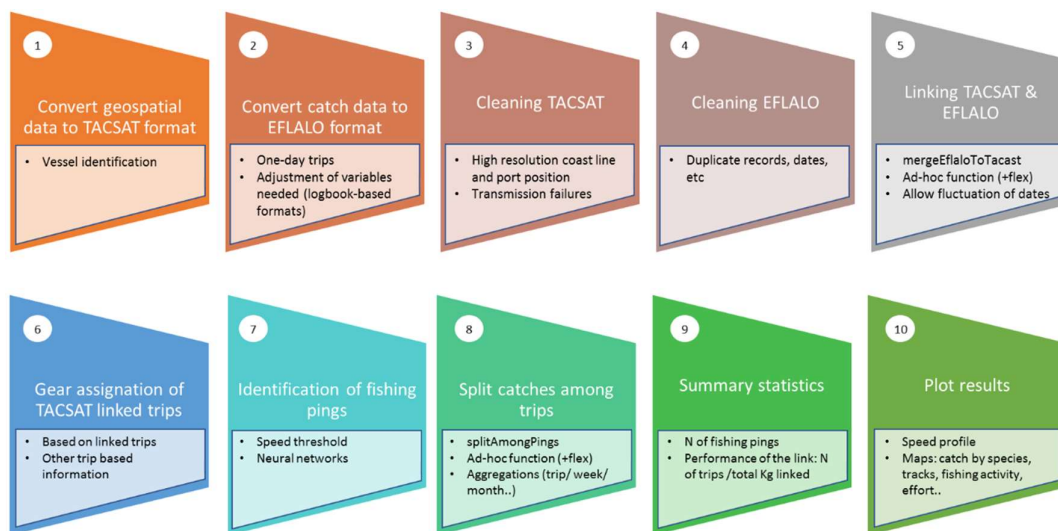 1
Convert geospatial
data to TACSAT format
• Vessel identification
2
Convert catch data to
EFLALO format
• One-day trips
• Adjustment of variables
needed (logbook-based
formats)
3
Cleaning TACSAT
• High resolution coast line
and port position
• Transmission failures
4
Cleaning EFLALO
• Duplicate records, dates,
etc
5
Linking TACSAT &
EFLALO
• mergeEflaloToTacast
• Ad-hoc function (+flex)
• Allow fluctuation of dates
6
Gear assignation of
TACSAT linked trips
• Based on linked trips
• Other trip based
information
7
Identification of fishing
pings
• Speed threshold
• Neural networks
8
Split catches among
trips
• splitAmongPings
• Ad-hoc function (+flex)
• Aggregations (trip/ week/
month..)
9
Summary statistics
• N of fishing pings
• Performance of the link: N
of trips /total Kg linked
10
Plot results
• Speed profile
• Maps: catch by species,
tracks, fishing activity,
effort..